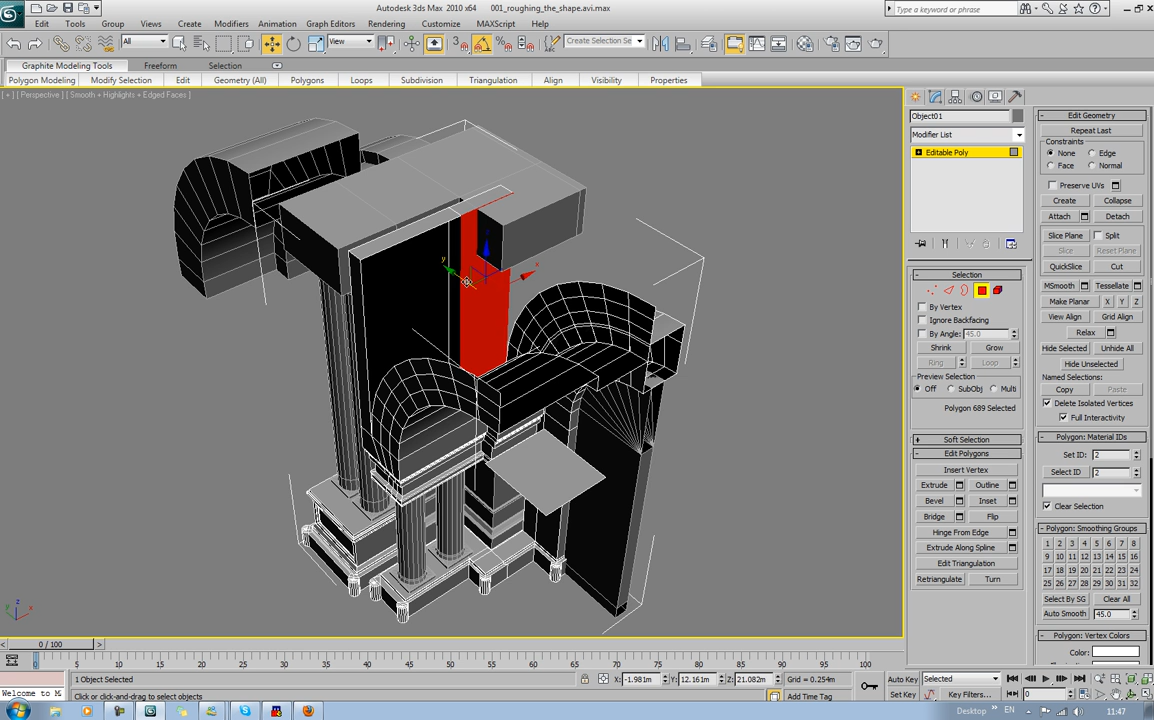 Autodesk 3ds Max 2010 x64 001_roughing_the_shape.avi.max
Type a keyword or phrase
Edit Tools Group Views Create Modifiers Animation Graph Editors Rendering Customize MAXScript Help
All View Create Selection Se
Graphite Modeling Tools Freeform Selection
Polygon Modeling Modify Selection Edit Geometry (All) Polygons Loops Subdivision Triangulation Align Visibility Properties
[ + ] [ Perspective ] [ Smooth + Highlights + Edged Faces ]
Object01
Modifier List
Editable Poly
Selection
By Vertex
Ignore Backfacing
By Angle: 45.0
Shrink Grow
Ring Loop
Preview Selection
Off SubObj Multi
Polygon 689 Selected
Soft Selection
Edit Polygons
Insert Vertex
Extrude Outline
Bevel Inset
Bridge Flip
Hinge From Edge
Extrude Along Spline
Edit Triangulation
Retriangulate Turn
Edit Geometry
Repeat Last
Constraints
None Edge
Face Normal
Preserve UVs
Create Collapse
Attach Detach
Slice Plane Split
Slice Reset Plane
QuickSlice Cut
MSmooth Tessellate
Make Planar X Y Z
View Align Grid Align
Relax
Hide Selected Unhide All
Hide Unselected
Named Selections:
Copy Paste
Delete Isolated Vertices
Full Interactivity
Polygon: Material IDs
Set ID: 2
Select ID 2
Clear Selection
Polygon: Smoothing Groups
1 2 3 4 5 6 7 8
9 10 11 12 13 14 15 16
17 18 19 20 21 22 23 24
25 26 27 28 29 30 31 32
Select By SG Clear All
Auto Smooth 45.0
Polygon: Vertex Colors
Color:
z
y
x
z
y
x
0 / 100
0 5 10 15 20 25 30 35 40 45 50 55 60 65 70 75 80 85 90 95 100
1 Object Selected X: -1.981m Y: 12.161m Z: 21.082m Grid = 0.254m Auto Key Selected
Welcome to M Click or click-and-drag to select objects Add Time Tag Set Key Key Filters... 0
Desktop EN 11:47